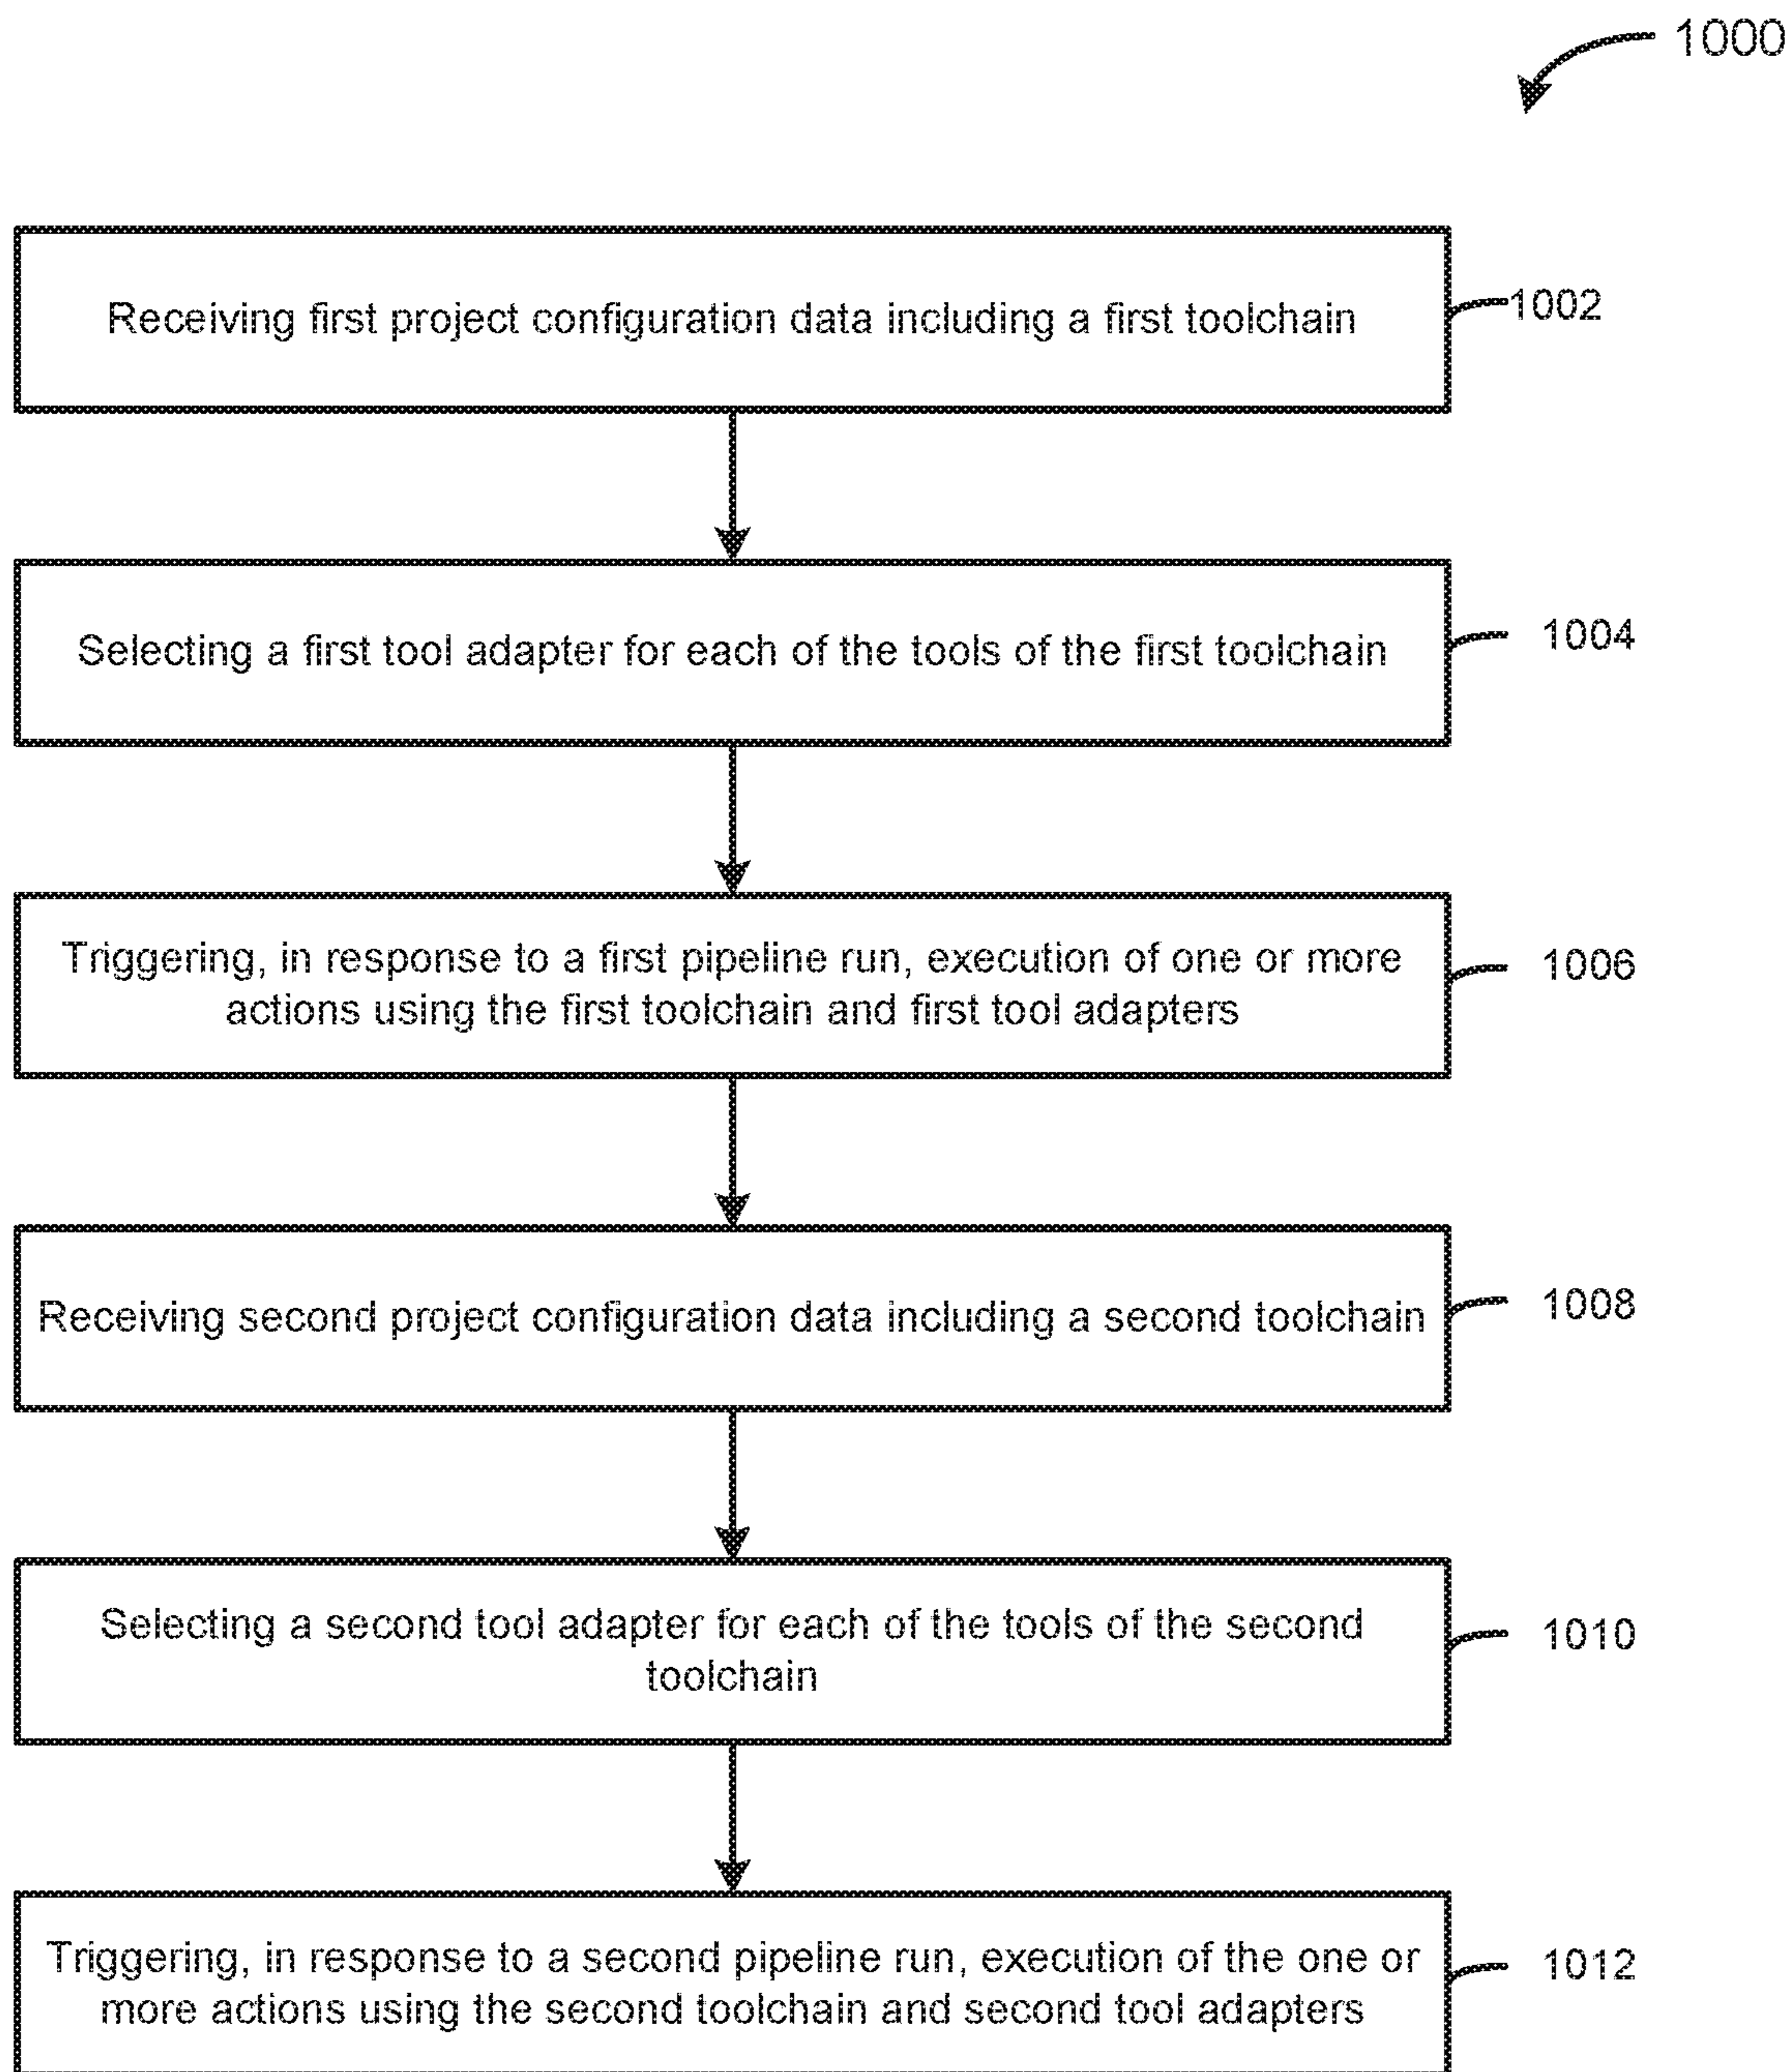 1000
Receiving first project configuration data including a first toolchain
1002
Selecting a first tool adapter for each of the tools of the first toolchain
1004
Triggering, in response to a first pipeline run, execution of one or more
actions using the first toolchain and first tool adapters
1006
Receiving second project configuration data including a second toolchain
1008
Selecting a second tool adapter for each of the tools of the second
toolchain
1010
Triggering, in response to a second pipeline run, execution of the one or
more actions using the second toolchain and second tool adapters
1012